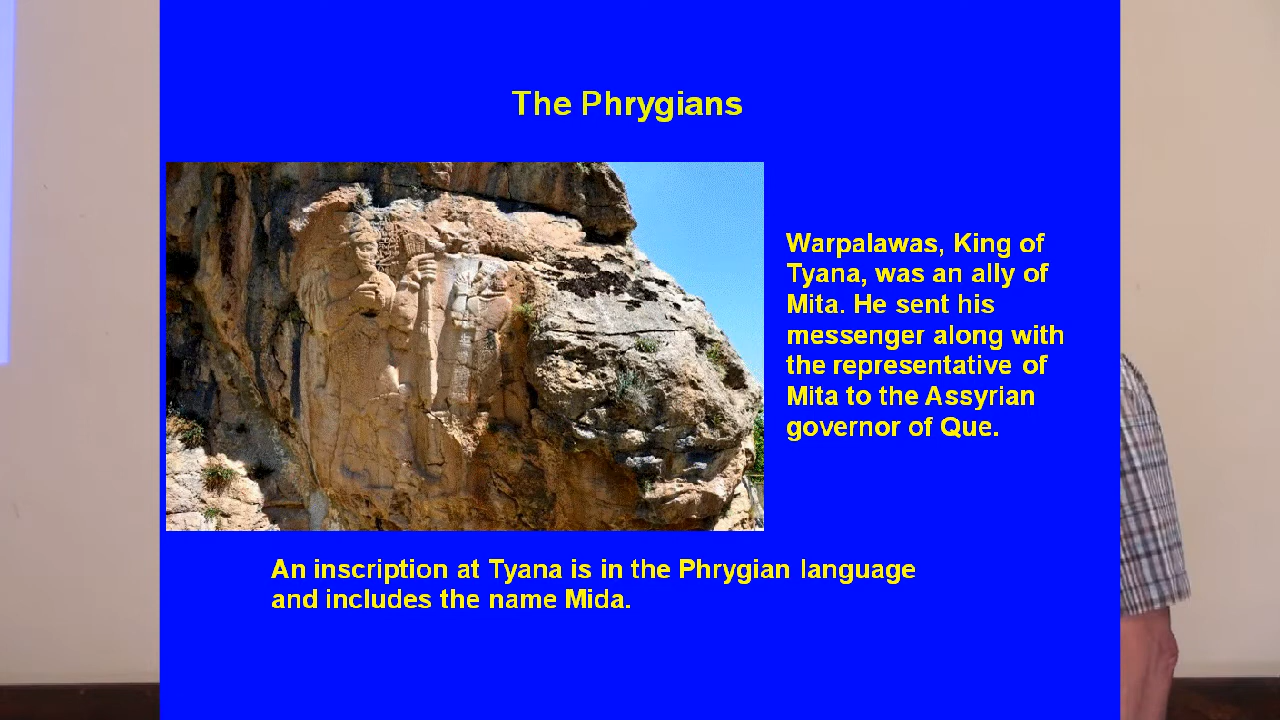 The Phrygians
Warpalawas, King of
Tyana, was an ally of
Mita. He sent his
messenger along with
the representative of
Mita to the Assyrian
governor of Que.
An inscription at Tyana is in the Phrygian language
and includes the name Mida.